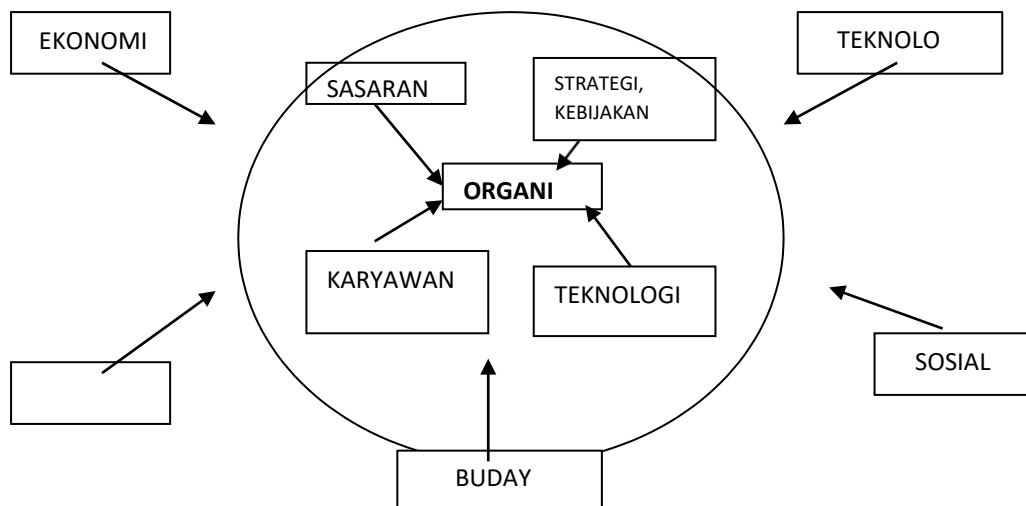 EKONOMI
TEKNOLO
SASARAN
STRATEGI,
KEBIJAKAN
ORGANI
KARYAWAN
TEKNOLOGI
SOSIAL
BUDAY